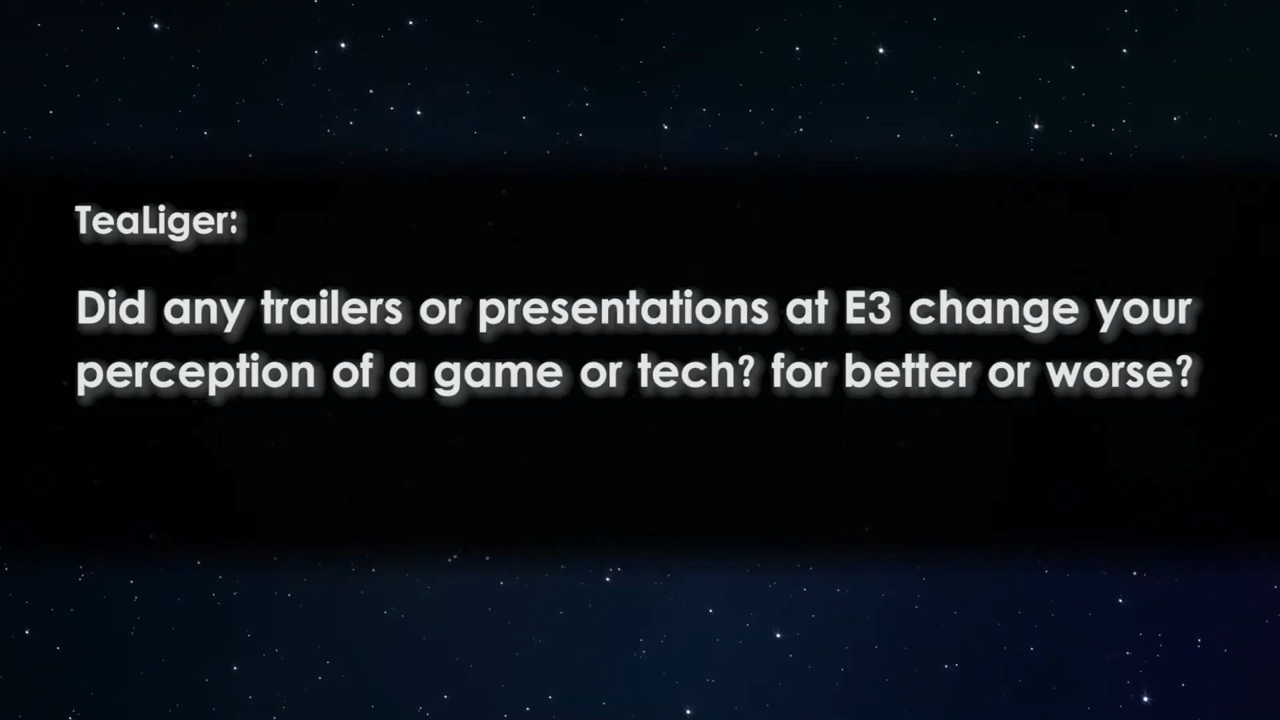 TeaLiger:
Did any trailers or presentations at E3 change your
perception of a game or tech? for better or worse?